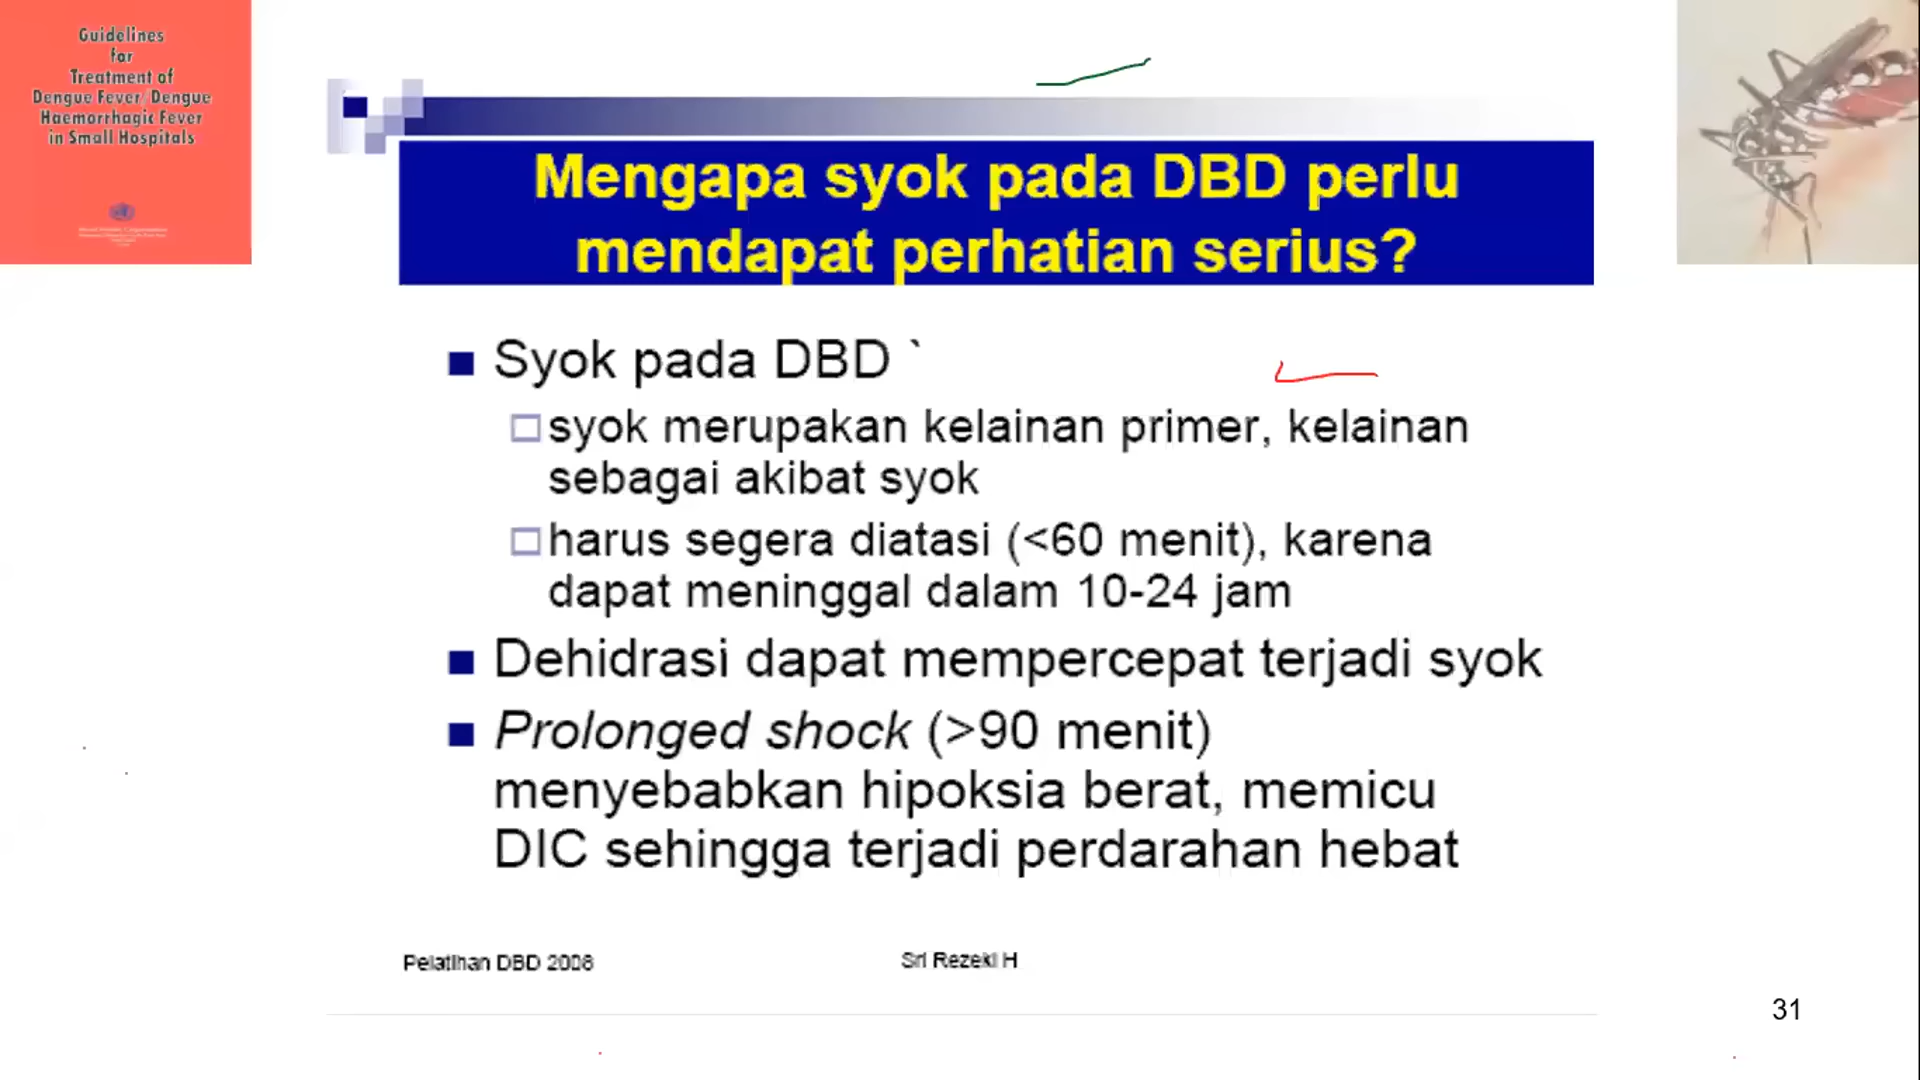 Guidelines
for
Treatment of
Dengue Fever/Dengue
Haemorrhagic Fever
in Small Hospitals
Mengapa syok pada DBD perlu
mendapat perhatian serius?
Syok pada DBD `
syok merupakan kelainan primer, kelainan
sebagai akibat syok
harus segera diatasi (<60 menit), karena
dapat meninggal dalam 10-24 jam
Dehidrasi dapat mempercepat terjadi syok
Prolonged shock (>90 menit)
menyebabkan hipoksia berat, memicu
DIC sehingga terjadi perdarahan hebat
Pelatihan DBD 2008
Sri Rezeki H
31